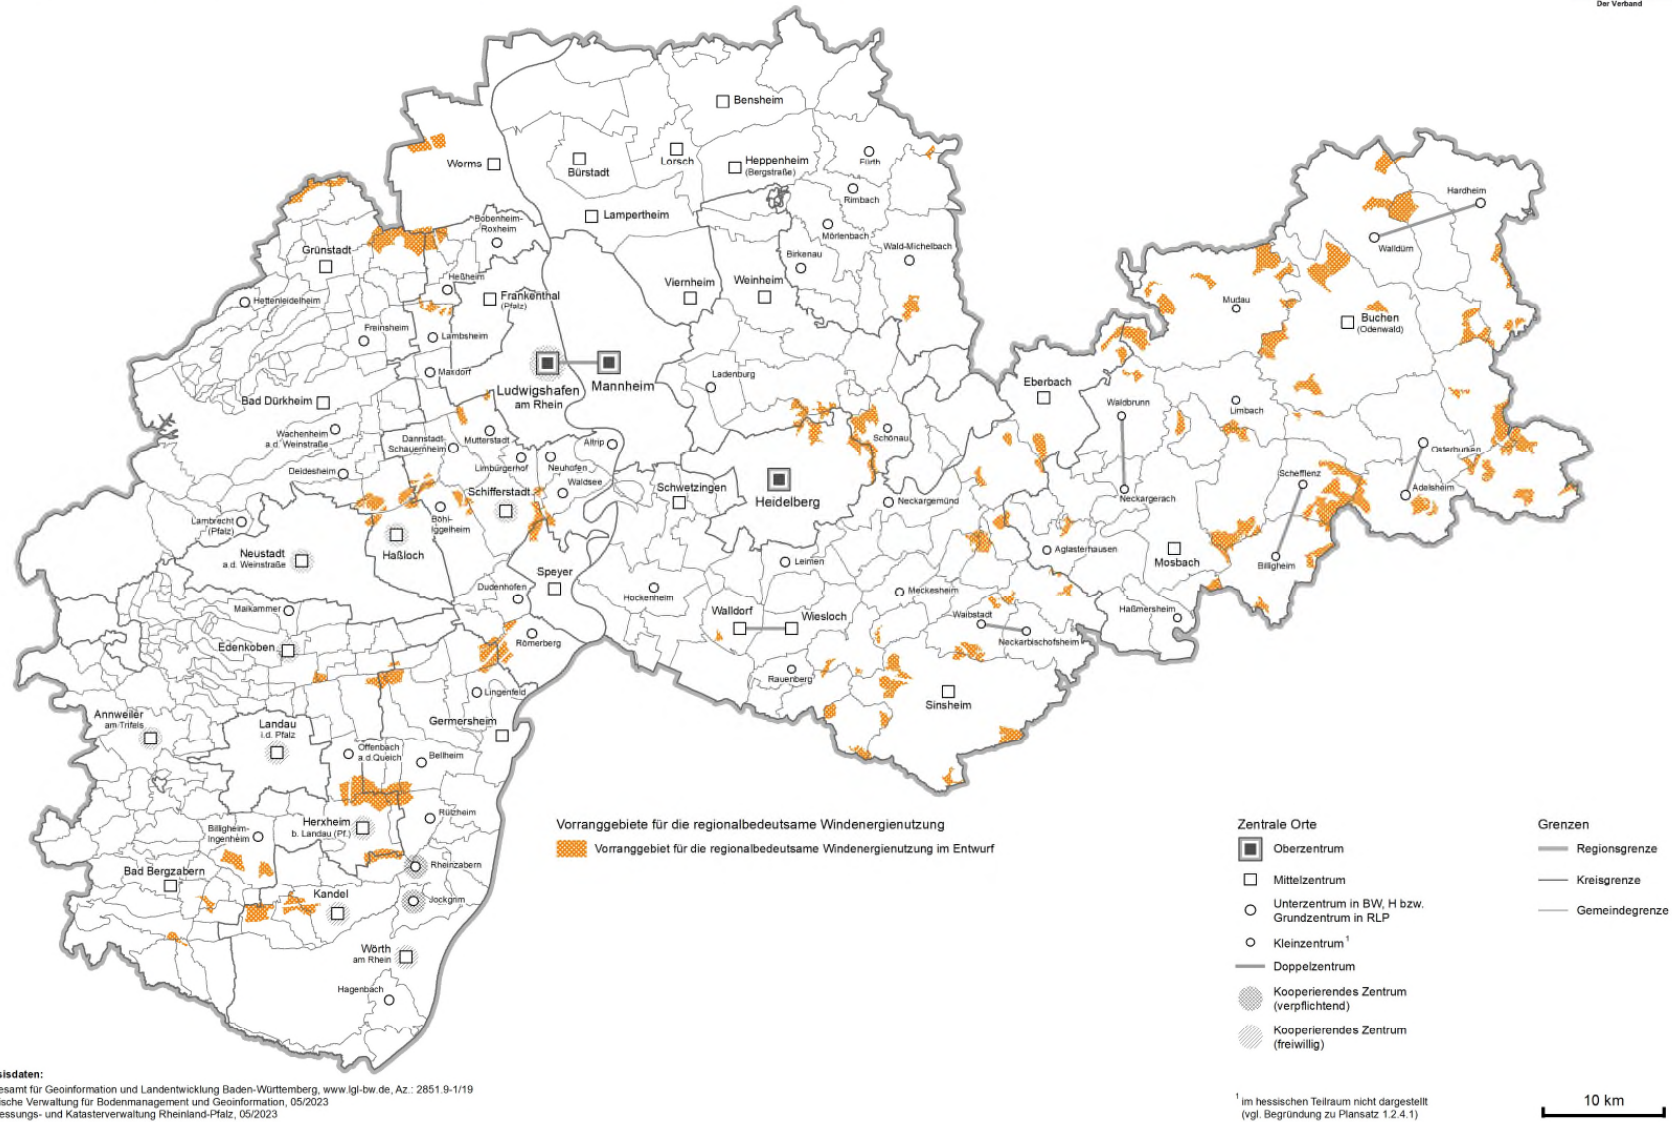 Der Verband
Bensheim
Worms
Bürstadt
Lorsch
Heppenheim
(Bergstraße)
Fürth
Rimbach
Lampertheim
Bobenheim-
Roxheim
Mörlenbach
Wald-Michelbach
Birkenau
Grünstadt
Hettenleidelheim
Heßheim
Frankenthal
(Pfalz)
Viernheim
Weinheim
Freinsheim
Lambsheim
Maxdorf
Ludwigshafen
am Rhein
Mannheim
Ladenburg
Bad Dürkheim
Wachenheim
a.d. Weinstraße
Dannstadt-
Schauernheim
Mutterstadt
Altrip
Limburgerhof
Neuhofen
Waldsee
Deidesheim
Schifferstadt
Schwetzingen
Heidelberg
Schönau
Neckargemünd
Lambrecht
(Pfalz)
Böhl-
Iggelheim
Haßloch
Neustadt
a.d. Weinstraße
Speyer
Dudenhofen
Hockenheim
Leimen
Meckesheim
Maikammer
Edenkoben
Römerberg
Walldorf
Wiesloch
Waibstadt
Neckarbischofsheim
Rauenberg
Sinsheim
Lingenfeld
Germersheim
Annweiler
am Trifels
Landau
i.d. Pfalz
Offenbach
a.d.Queich
Bellheim
Herxheim
b. Landau (Pf.)
Rülzheim
Billigheim-
Ingenheim
Rheinzabern
Bad Bergzabern
Kandel
Jockgrim
Wörth
am Rhein
Hagenbach
Hardheim
Walldürn
Mudau
Buchen
(Odenwald)
Eberbach
Waldbrunn
Limbach
Osterburken
Schefflenz
Adelsheim
Neckargerach
Aglasterhausen
Mosbach
Billigheim
Haßmersheim
Vorranggebiete für die regionalbedeutsame Windenergienutzung
Vorranggebiet für die regionalbedeutsame Windenergienutzung im Entwurf
Zentrale Orte
Oberzentrum
Mittelzentrum
Unterzentrum in BW, H bzw.
Grundzentrum in RLP
Kleinzentrum 1
Doppelzentrum
Kooperierendes Zentrum
(verpflichtend)
Kooperierendes Zentrum
(freiwillig)
Grenzen
Regionsgrenze
Kreisgrenze
Gemeindegrenze
sisdaten:
esamt für Geoinformation und Landentwicklung Baden-Württemberg, www.lgl-bw.de, Az.: 2851.9-1/19
ische Verwaltung für Bodenmanagement und Geoinformation, 05/2023
essungs- und Katasterverwaltung Rheinland-Pfalz, 05/2023
1 im hessischen Teilraum nicht dargestellt
(vgl. Begründung zu Plansatz 1.2.4.1)
10 km